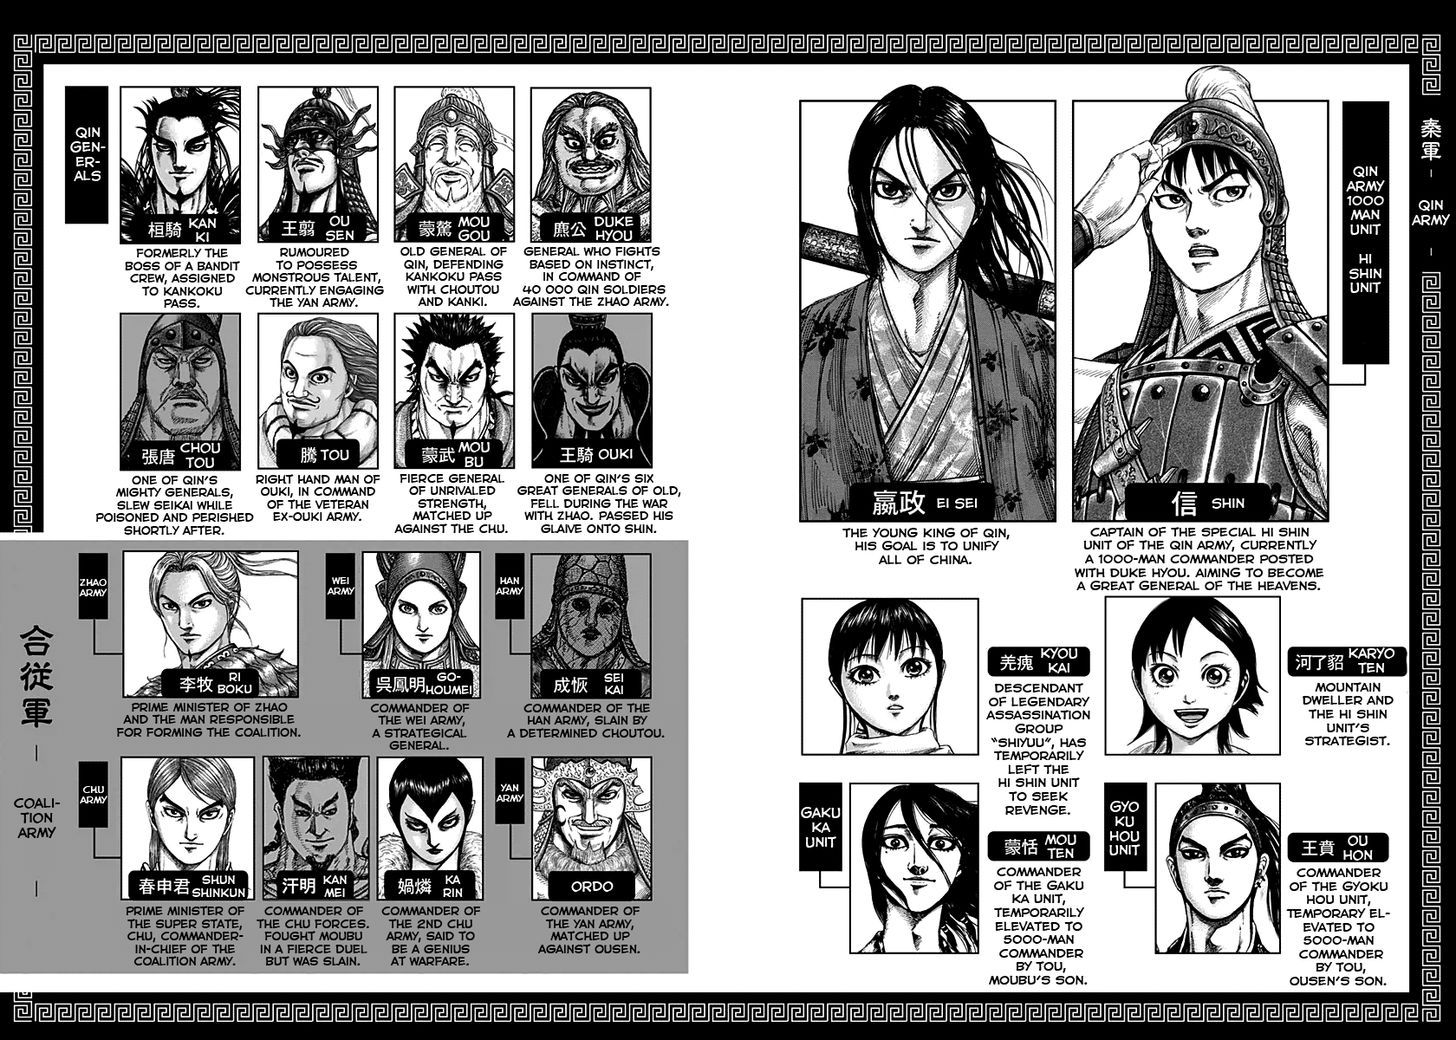 秦軍
QIN
ARMY
QIN
ARMY
1000
MAN
UNIT
HI
SHIN
UNIT
信 SHIN
CAPTAIN OF THE SPECIAL HI SHIN
UNIT OF THE QIN ARMY, CURRENTLY
A 1000-MAN COMMANDER POSTED
WITH DUKE HYOU. AIMING TO BECOME
A GREAT GENERAL OF THE HEAVENS.
嬴政 EI SEI
THE YOUNG KING OF QIN,
HIS GOAL IS TO UNIFY
ALL OF CHINA.
羌瘣 KYOU
KAI
DESCENDANT
OF LEGENDARY
ASSASSINATION
GROUP
"SHIYUU", HAS
TEMPORARILY
LEFT THE
HI SHIN UNIT
TO SEEK
REVENGE.
河了貂 KARYO
TEN
MOUNTAIN
DWELLER AND
THE HI SHIN
UNIT'S
STRATEGIST.
GAKU
KA
UNIT
蒙恬 MOU
TEN
COMMANDER
OF THE GAKU
KA UNIT,
TEMPORARILY
ELEVATED TO
5000-MAN
COMMANDER
BY TOU,
MOUBU'S SON.
GYO
KU
HOU
UNIT
王賁 OU
HON
COMMANDER
OF THE GYOKU
HOU UNIT,
TEMPORARY EL-
EVATED TO
5000-MAN
COMMANDER
BY TOU,
OUSEN'S SON.
QIN
GEN-
ER-
ALS
桓騎 KAN
KI
FORMERLY THE
BOSS OF A BANDIT
CREW, ASSIGNED
TO KANKOKU
PASS.
王翦 OU
SEN
RUMOURED
TO POSSESS
MONSTROUS TALENT,
CURRENTLY ENGAGING
THE YAN ARMY.
蒙驁 MOU
GOU
OLD GENERAL OF
QIN, DEFENDING
KANKOKU PASS
WITH CHOUTOU
AND KANKI.
麃公 DUKE
HYOU
GENERAL WHO FIGHTS
BASED ON INSTINCT,
IN COMMAND OF
40 000 QIN SOLDIERS
AGAINST THE ZHAO ARMY.
張唐 CHOU
TOU
ONE OF QIN'S
MIGHTY GENERALS,
SLEW SEIKAI WHILE
POISONED AND PERISHED
SHORTLY AFTER.
騰 TOU
RIGHT HAND MAN OF
OUKI, IN COMMAND
OF THE VETERAN
EX-OUKI ARMY.
蒙武 MOU
BU
FIERCE GENERAL
OF UNRIVALED
STRENGTH,
MATCHED UP
AGAINST THE CHU.
王騎 OUKI
ONE OF QIN'S SIX
GREAT GENERALS OF OLD,
FELL DURING THE WAR
WITH ZHAO. PASSED HIS
GLAVE ONTO SHIN.
合従軍
COALI-
TION
ARMY
ZHAO
ARMY
李牧 RI
BOKU
PRIME MINISTER OF ZHAO
AND THE MAN RESPONSIBLE
FOR FORMING THE COALITION.
WEI
ARMY
呉鳳明 GO-
HOUMEI
COMMANDER OF
THE WEI ARMY,
A STRATEGICAL
GENERAL.
HAN
ARMY
成恢 SEI
KAI
COMMANDER OF THE
HAN ARMY, SLAIN BY
A DETERMINED CHOUTOU.
CHU
ARMY
春申君 SHUN
SHINKUN
PRIME MINISTER OF
THE SUPER STATE,
CHU, COMMANDER-
IN-CHIEF OF THE
COALITION ARMY.
汗明 KAN
MEI
COMMANDER OF
THE CHU FORCES.
FOUGHT MOUBU
IN A FIERCE DUEL
BUT WAS SLAIN.
媧燐 KA
RIN
COMMANDER OF
THE 2ND CHU
ARMY, SAID TO
BE A GENIUS
AT WARFARE.
YAN
ARMY
ORDO
COMMANDER OF
THE YAN ARMY,
MATCHED UP
AGAINST OUSEN.